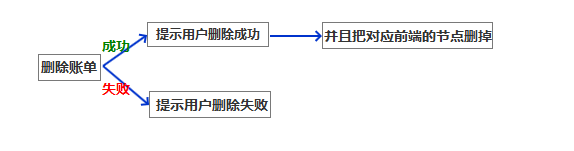 提示用户删除成功
并且把对应前端的节点删掉
成功
删除账单
失败
提示用户删除失败